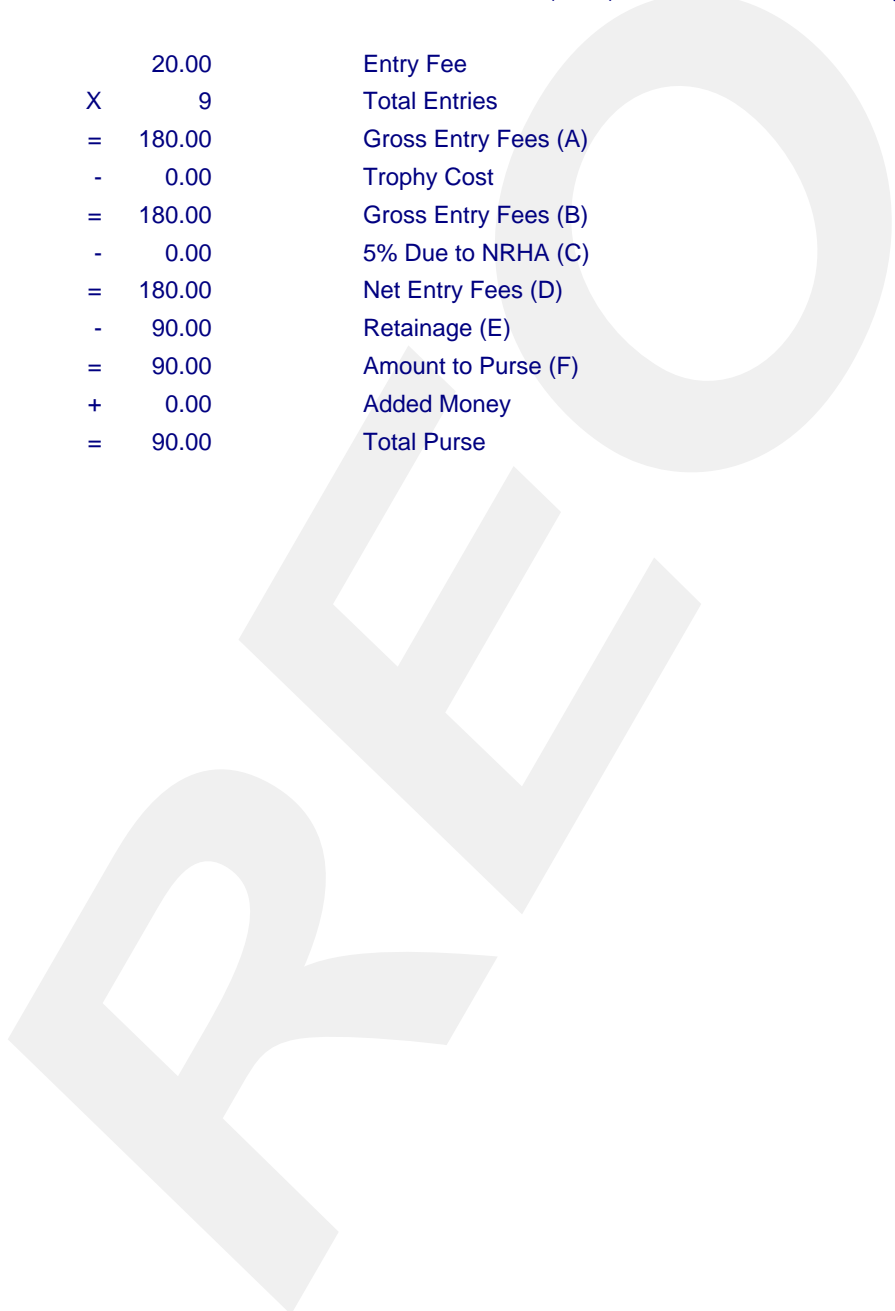 20.00 Entry Fee
X 9 Total Entries
= 180.00 Gross Entry Fees (A)
- 0.00 Trophy Cost
= 180.00 Gross Entry Fees (B)
- 0.00 5% Due to NRHA (C)
= 180.00 Net Entry Fees (D)
- 90.00 Retainage (E)
= 90.00 Amount to Purse (F)
+ 0.00 Added Money
= 90.00 Total Purse
REO